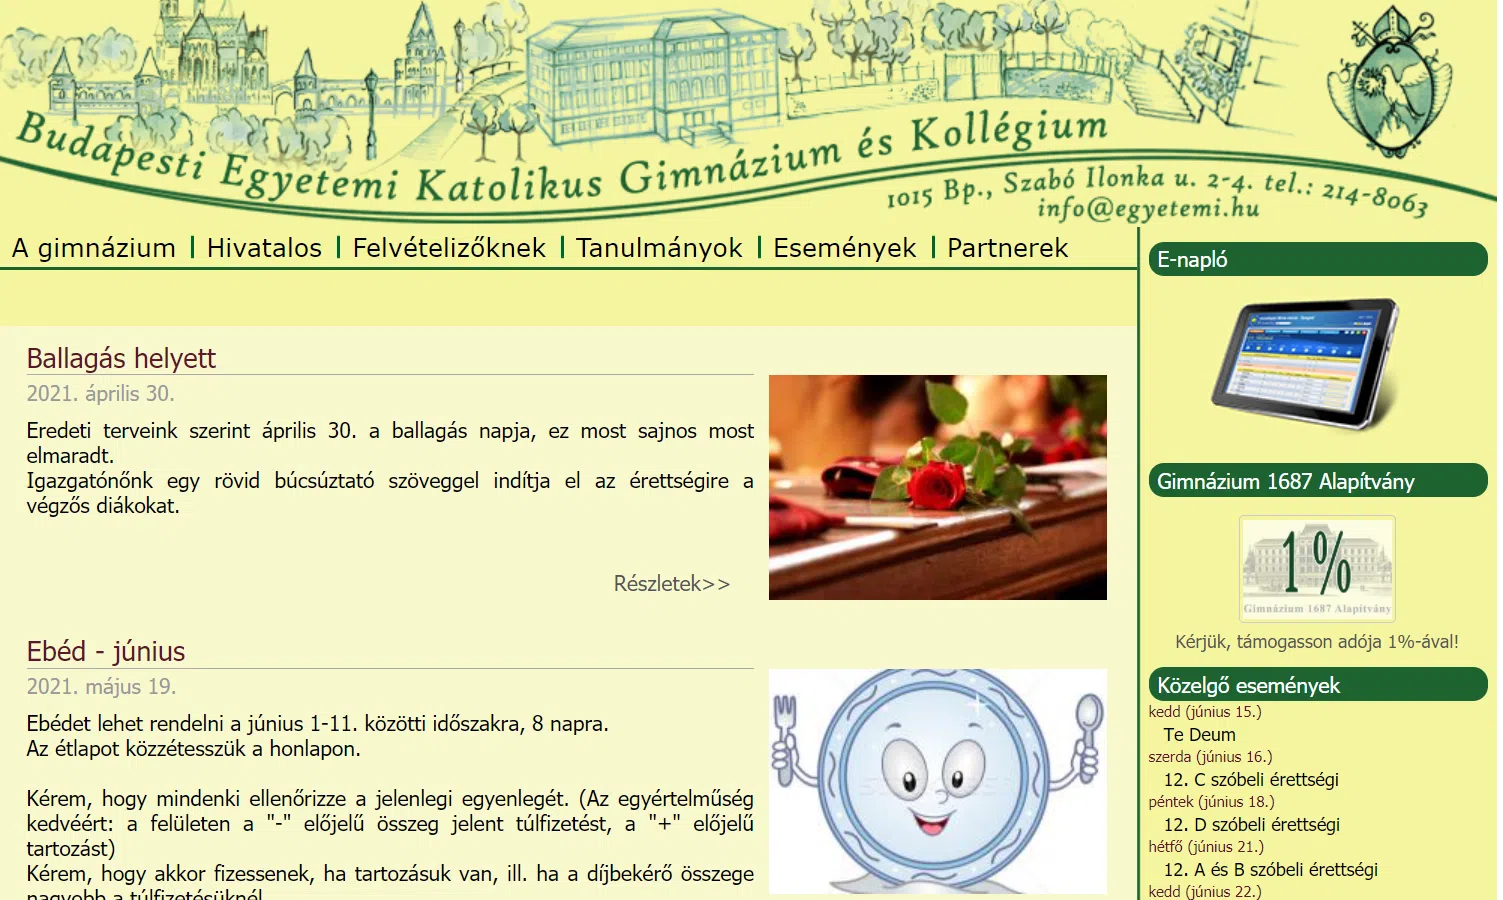 Budapesti Egyetemi Katolikus Gimnázium és Kollégium
1015 Bp., Szabó Ilonka u. 2-4. tel.: 214-8063
info@egyetemi.hu
A gimnázium | Hivatalos | Felvételizőknek | Tanulmányok | Események | Partnerek
Ballagás helyett
2021. április 30.
Eredeti terveink szerint április 30. a ballagás napja, ez most sajnos most
elmaradt.
Igazgatónőnk egy rövid búcsúztató szöveggel indítja el az érettségire a
végzős diákokat.
Részletek>>
Ebéd - június
2021. május 19.
Ebédet lehet rendelni a június 1-11. közötti időszakra, 8 napra.
Az étlapot közzétesszük a honlapon.
Kérem, hogy mindenki ellenőrizze a jelenlegi egyenlegét. (Az egyértelműség
kedvéért: a felületen a "-" előjelű összeg jelent túlfizetést, a "+" előjelű
tartozást)
Kérem, hogy akkor fizessenek, ha tartozásuk van, ill. ha a díjbekérő összege
nagyobb a túlfizetésüknél
E-napló
Gimnázium 1687 Alapítvány
1%
Gimnázium 1687 Alapítvány
Kérjük, támogasson adója 1%-ával!
Közelgő események
kedd (június 15.)
Te Deum
szerda (június 16.)
12. C szóbeli érettségi
péntek (június 18.)
12. D szóbeli érettségi
hétfő (június 21.)
12. A és B szóbeli érettségi
kedd (június 22.)